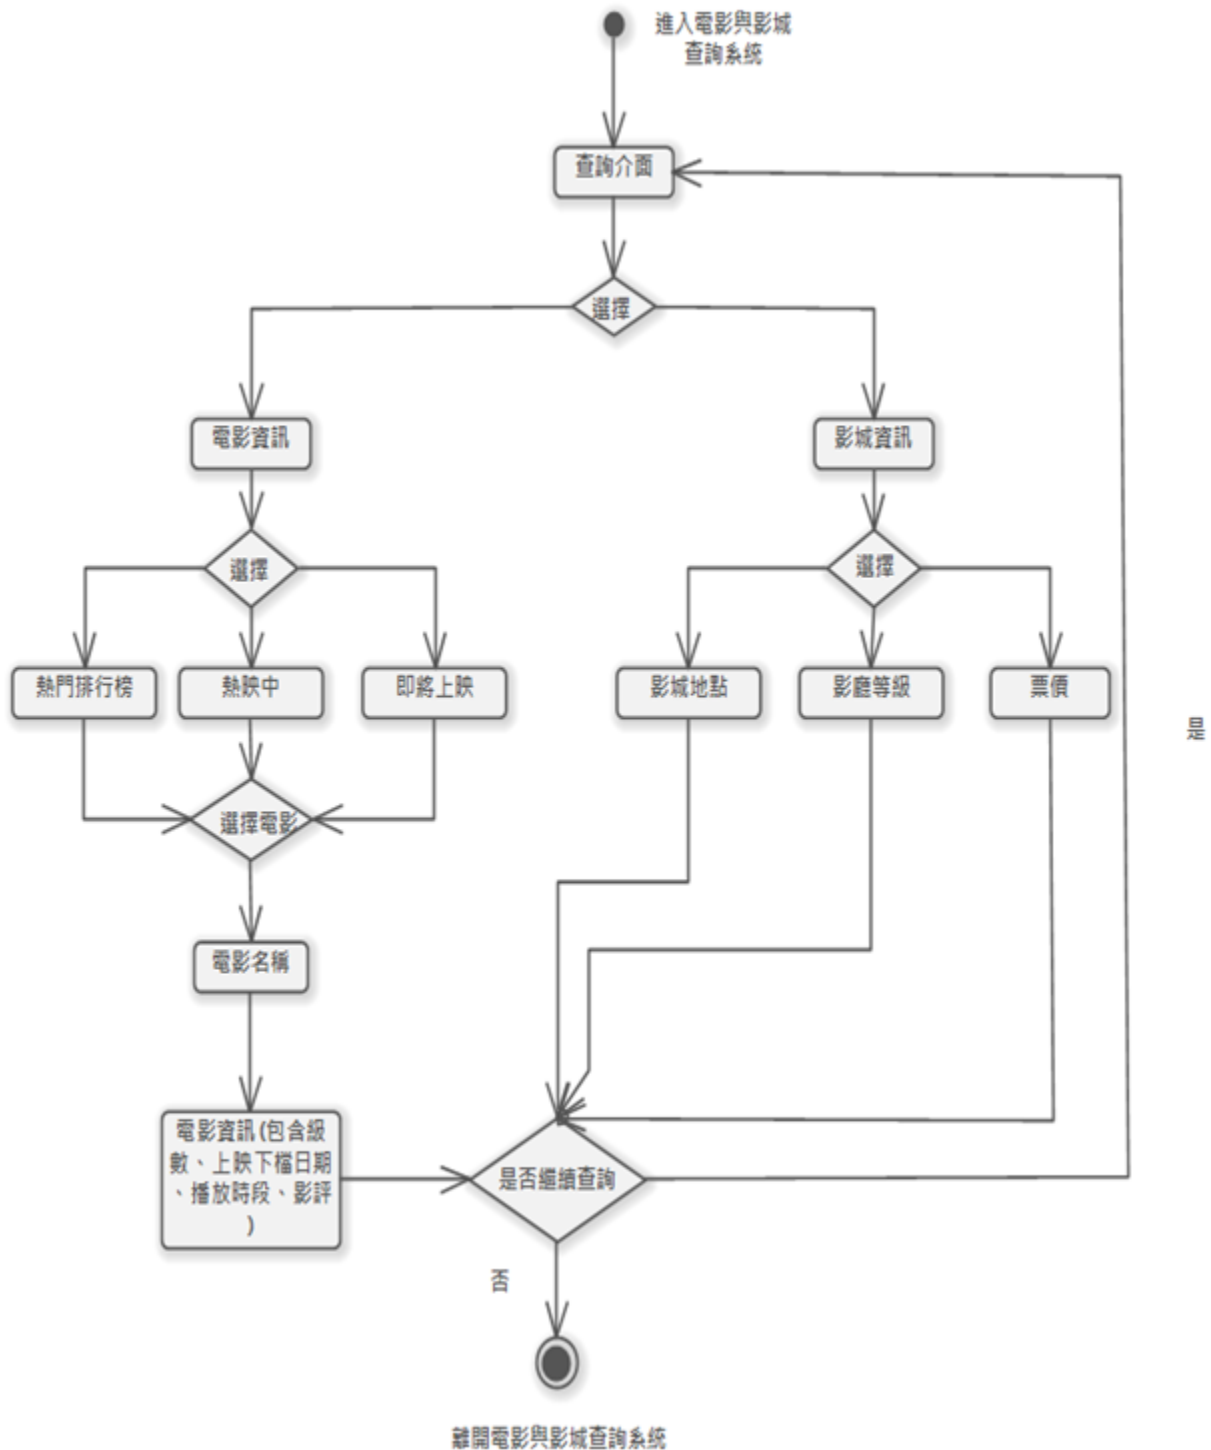 進入電影與影城
查詢系統
查詢介面
選擇
電影資訊
影城資訊
選擇
選擇
熱門排行榜
熱映中
即將上映
影城地點
影廳等級
票價
是
選擇電影
電影名稱
電影資訊(包含級
數、上映下檔日期
、播放時段、影評
)
是否繼續查詢
否
離開電影與影城查詢系統